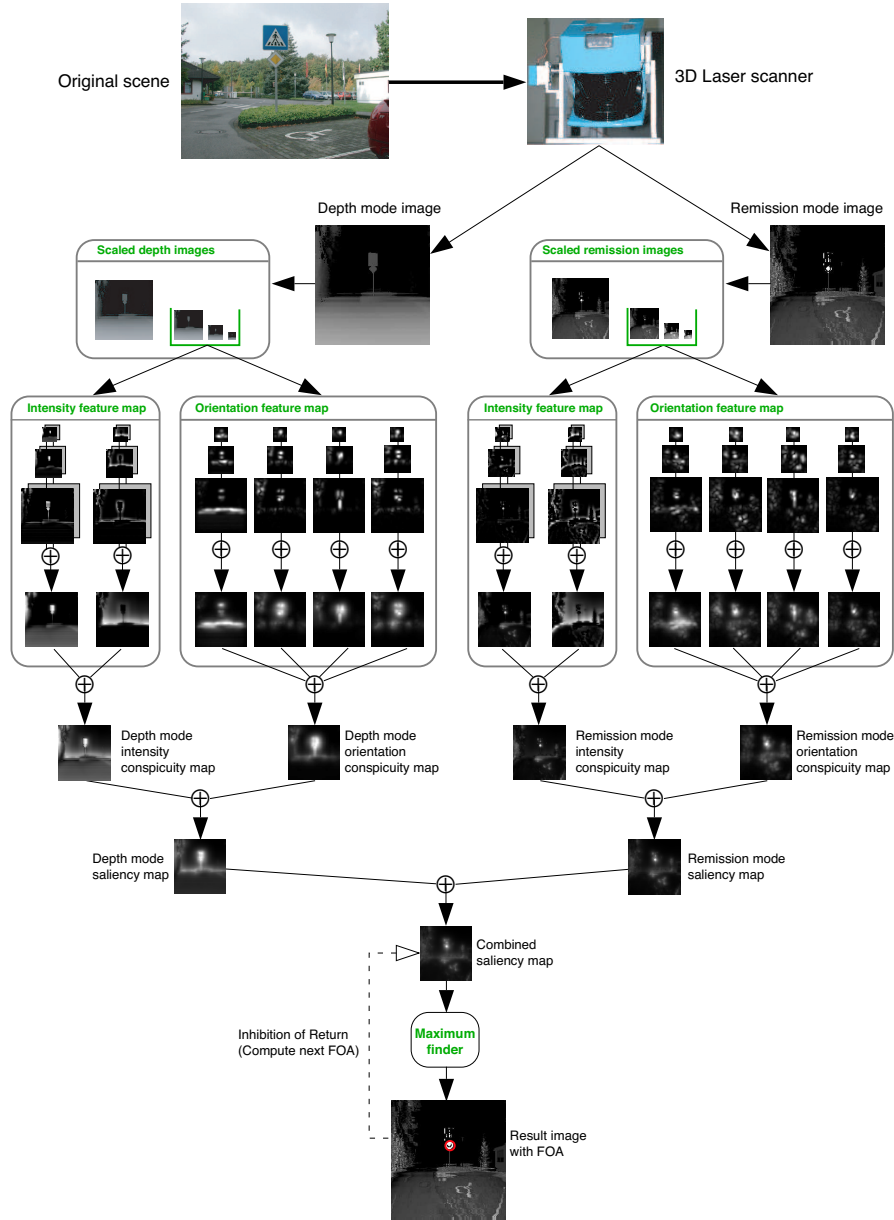 Original scene
3D Laser scanner
Depth mode image
Remission mode image
Scaled depth images
Scaled remission images
Intensity feature map
Orientation feature map
Intensity feature map
Orientation feature map
Depth mode
intensity
conspicuity map
Depth mode
orientation
conspicuity map
Remission mode
intensity
conspicuity map
Remission mode
orientation
conspicuity map
Depth mode
saliency map
Remission mode
saliency map
Combined
saliency map
Inhibition of Return
(Compute next FOA)
Maximum
finder
Result image
with FOA